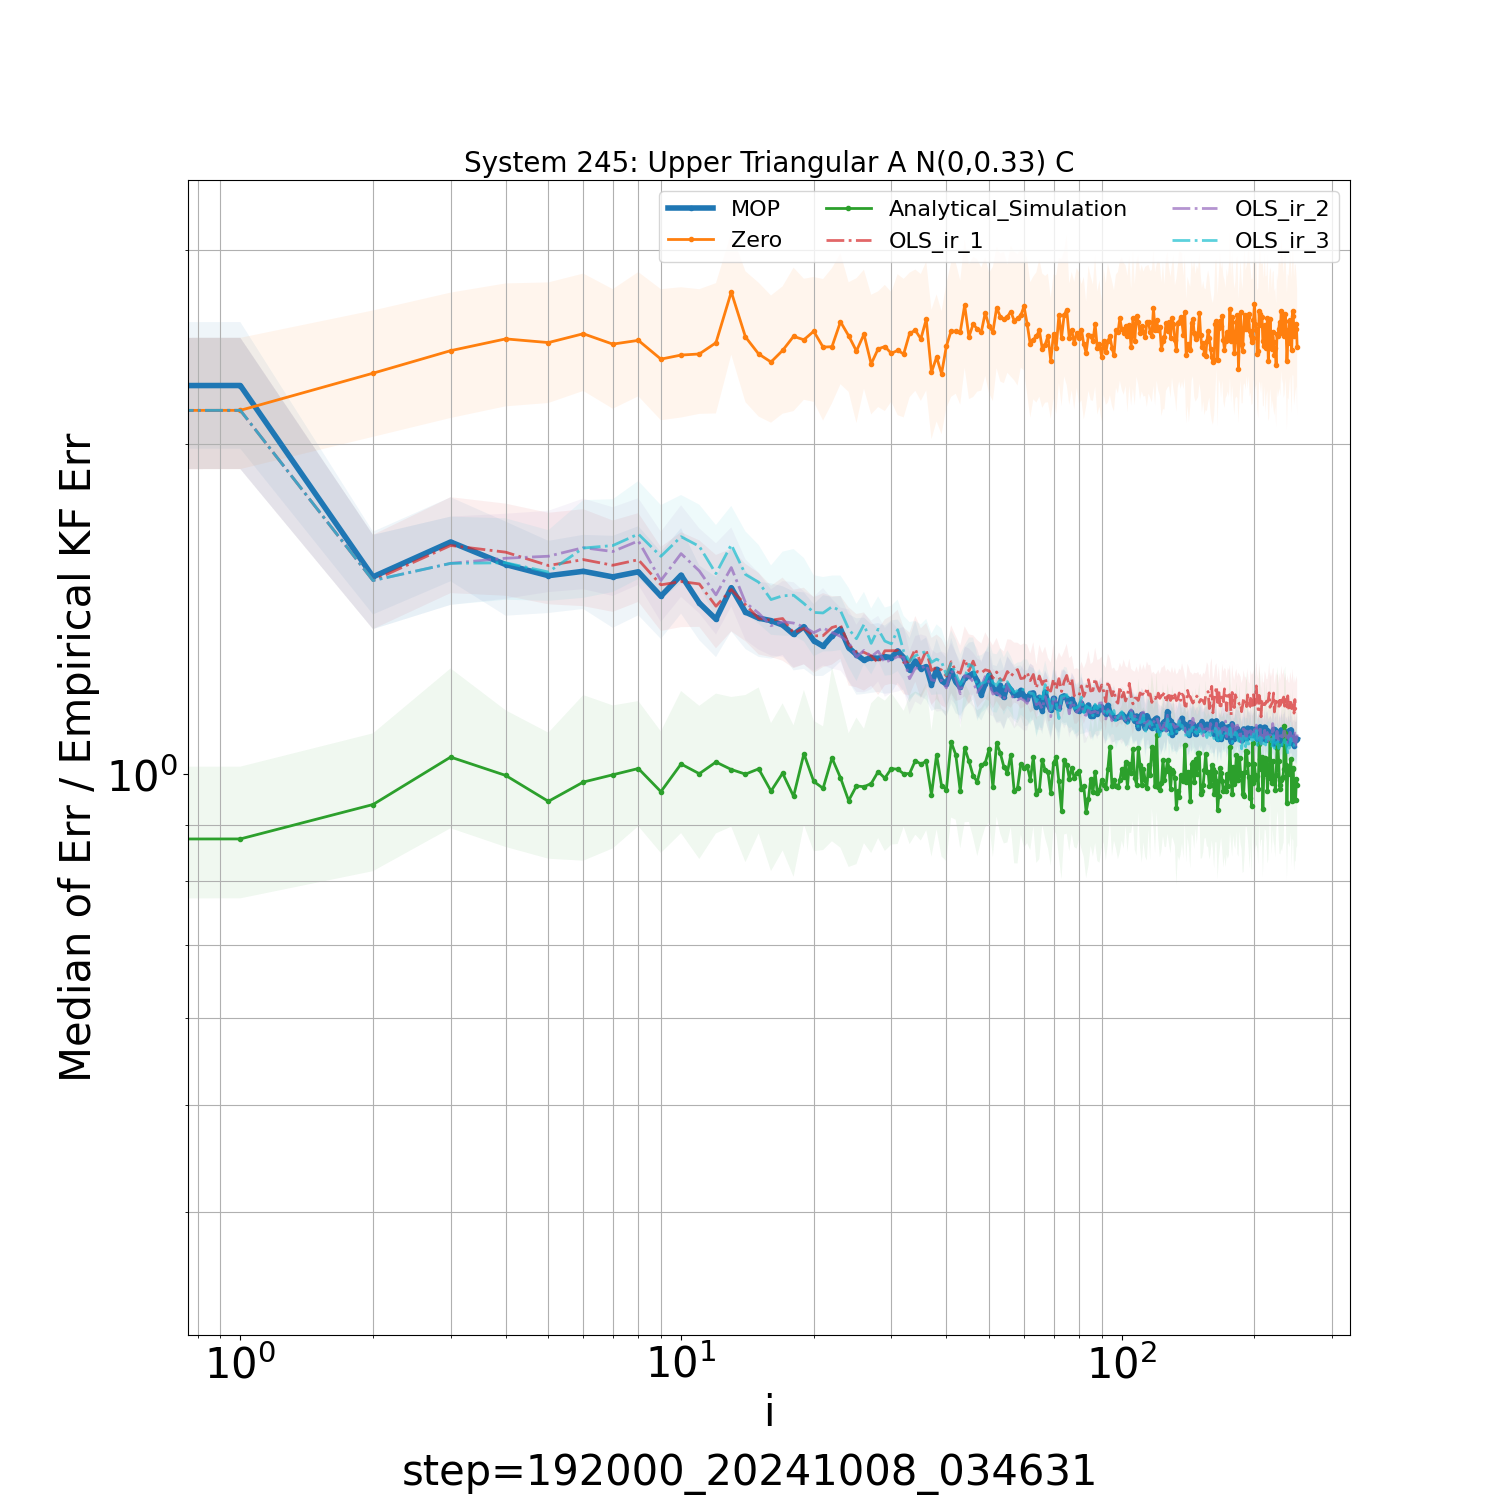 System 245: Upper Triangular A N(0,0.33) C
MOP
Zero
Analytical_Simulation
OLS_ir_1
OLS_ir_2
OLS_ir_3
Median of Err / Empirical KF Err
10⁰
10⁰
10¹
10²
i
step=192000_20241008_034631